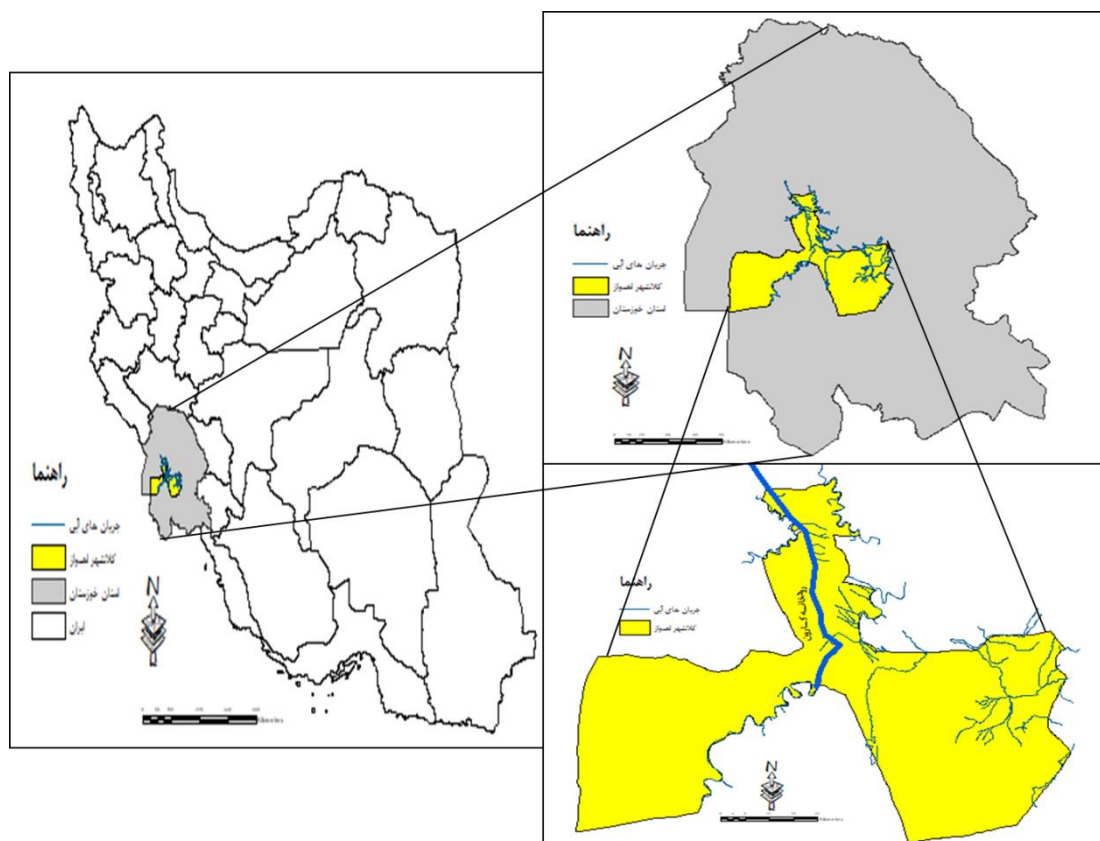 راهنما
جریان های آبی
کلانشهر اهواز
استان خوزستان
ایران
N
راهنما
جریان های آبی
کلانشهر اهواز
استان خوزستان
N
راهنما
جریان های آبی
کلانشهر اهواز
رودخانه کارون
N